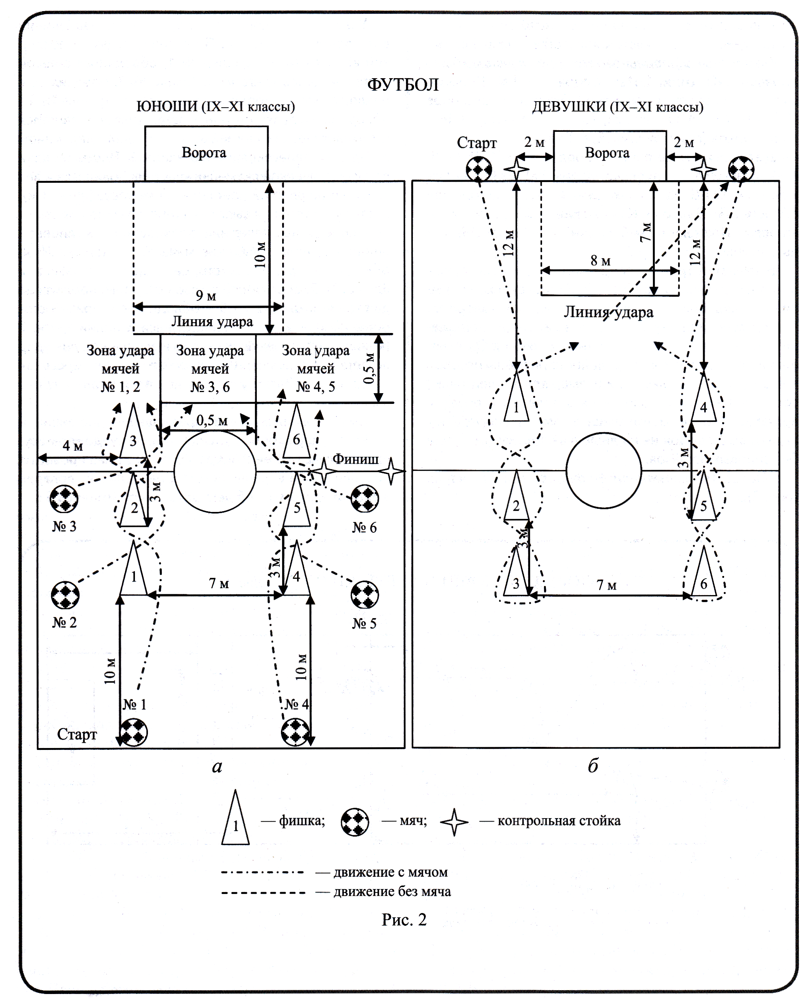 ФУТБОЛ
ЮНОШИ (IX–XI классы)
Ворота
10 м
9 м
Линия удара
Зона удара
мячей
№ 1, 2
Зона удара
мячей
№ 3, 6
Зона удара
мячей
№ 4, 5
0,5 м
0,5 м
4 м
3
6
Финиш
№ 3
2
3 м
5
№ 6
№ 2
1
7 м
3 м
4
№ 5
10 м
10 м
№ 1
№ 4
Старт
а
ДЕВУШКИ (IX–XI классы)
Старт
2 м
Ворота
2 м
12 м
7 м
12 м
8 м
Линия удара
1
4
3 м
2
5
3 м
3
7 м
6
б
1
— фишка;
— мяч;
— контрольная стойка
— движение с мячом
— движение без мяча
Рис. 2